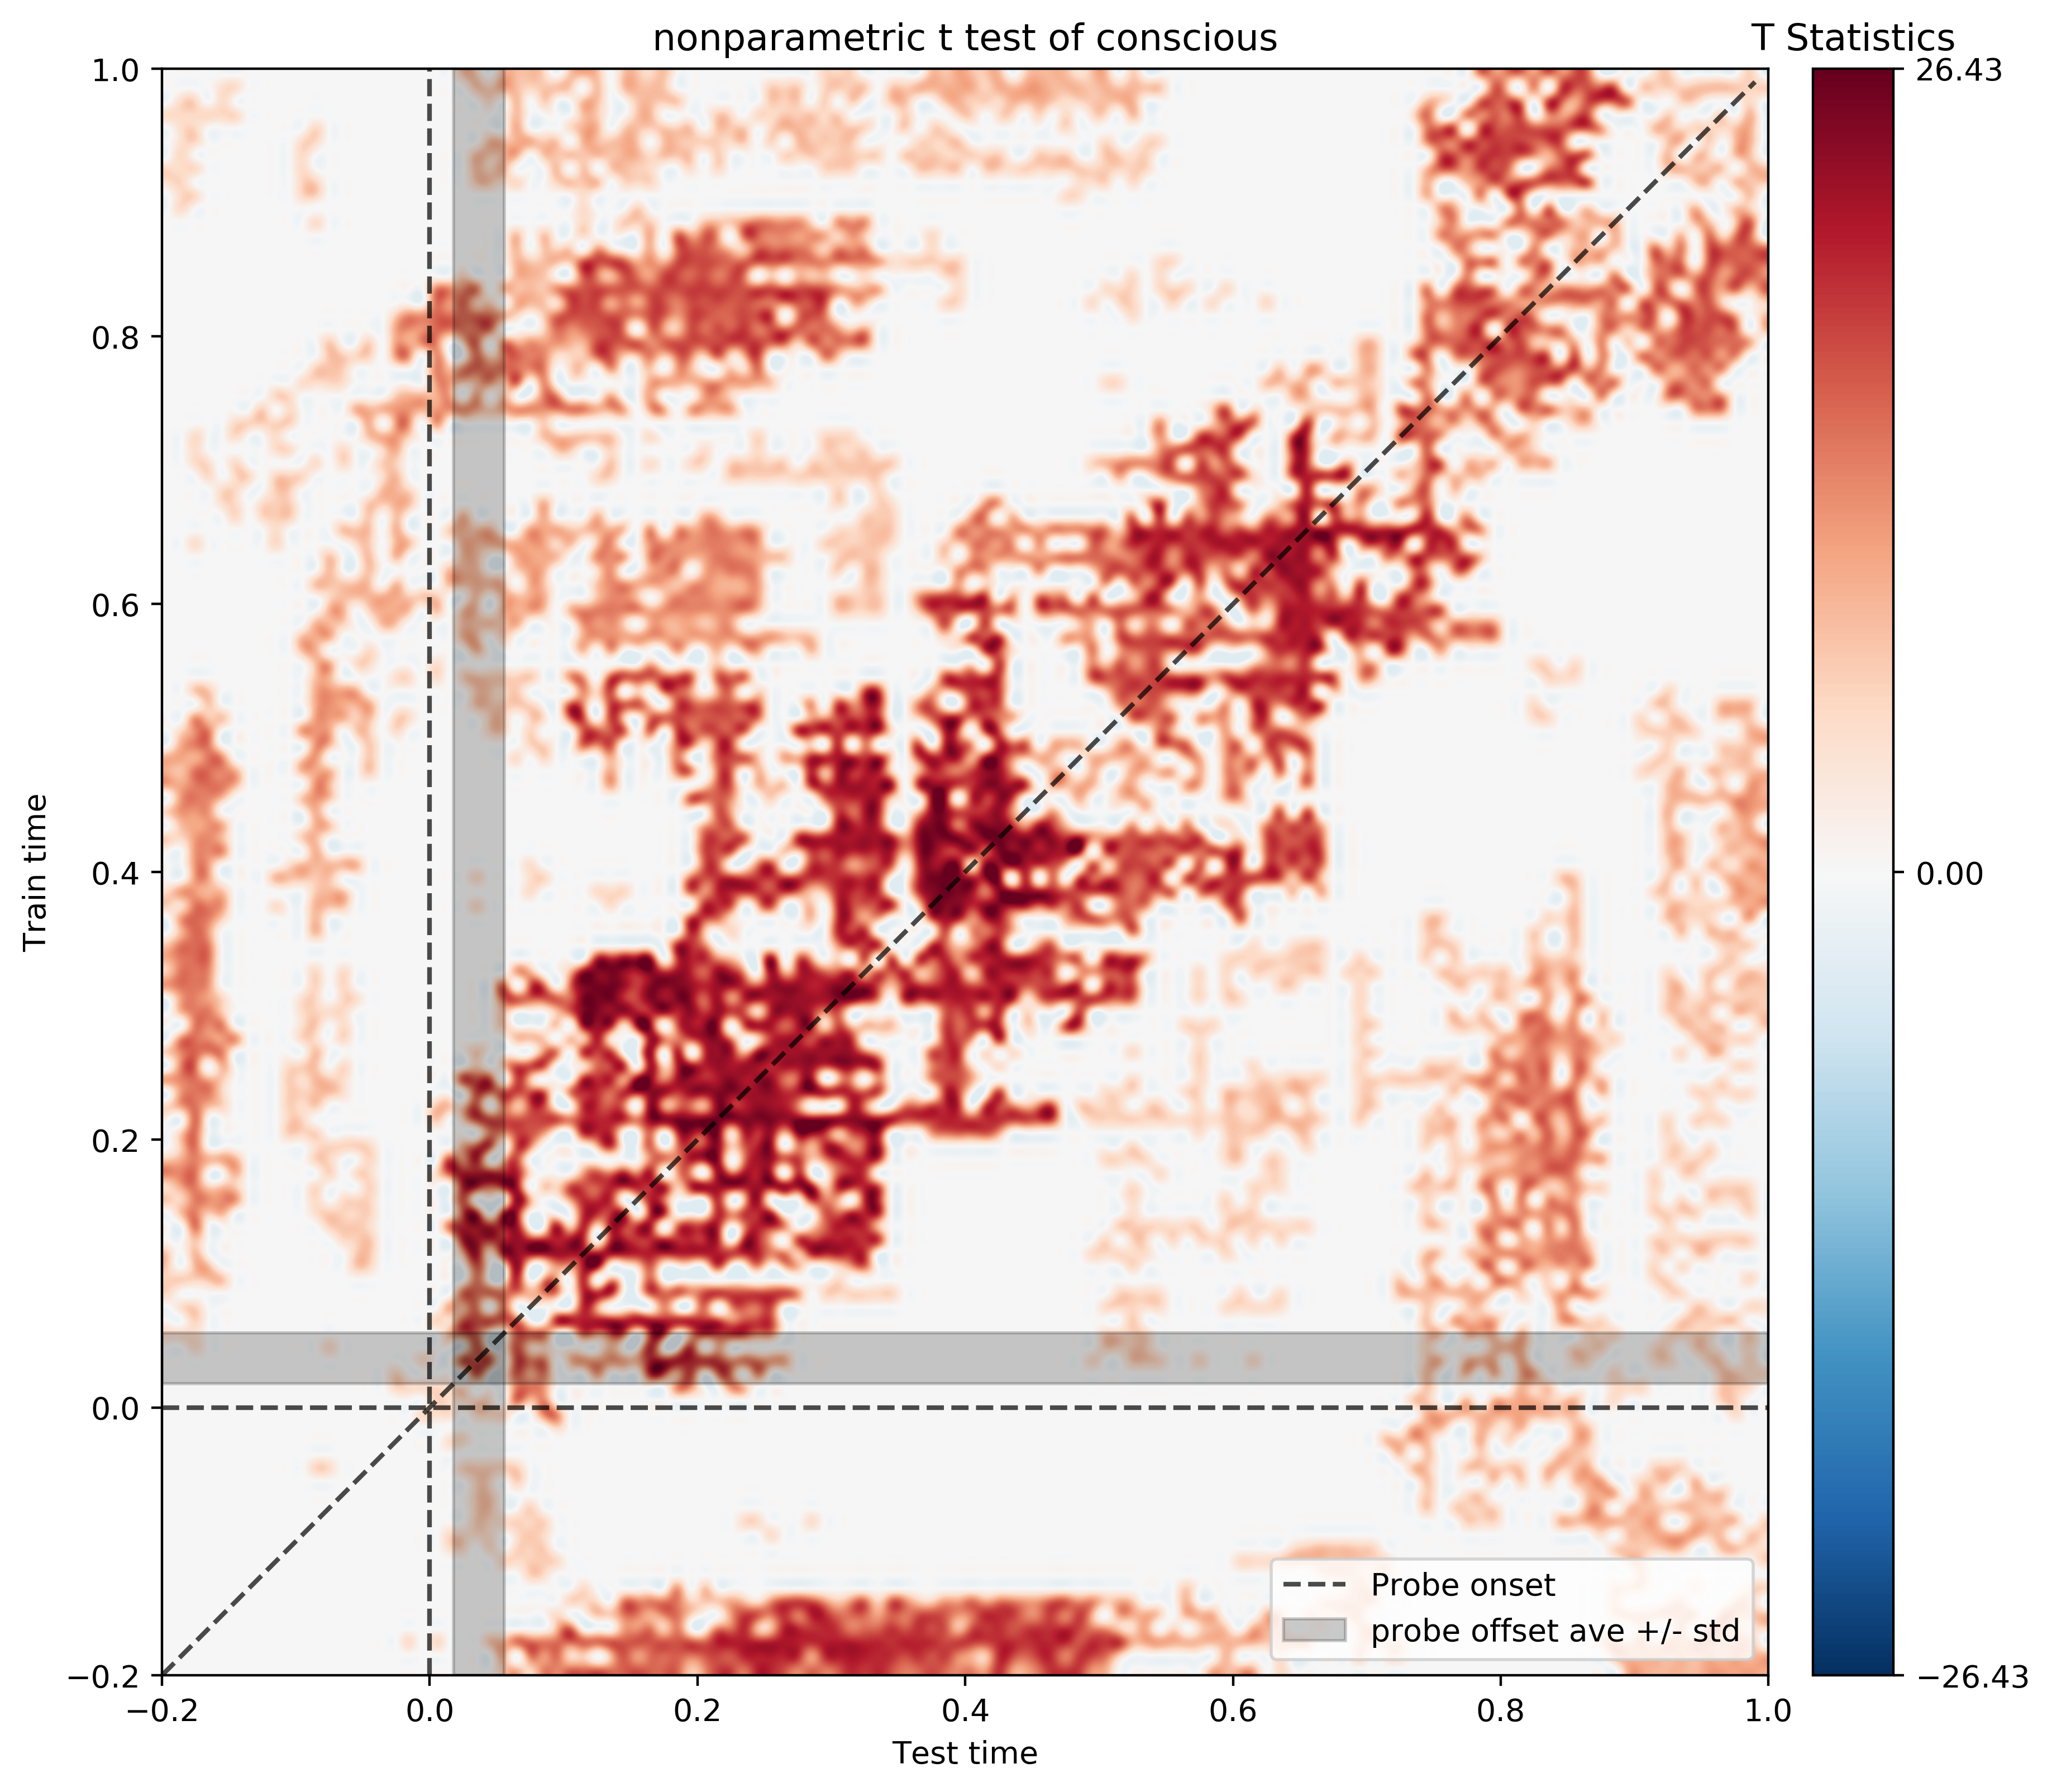 nonparametric t test of conscious
T Statistics
26.43
0.00
−26.43
Train time
1.0
0.8
0.6
0.4
0.2
0.0
−0.2
Probe onset
probe offset ave +/- std
−0.2 0.0 0.2 0.4 0.6 0.8 1.0
Test time